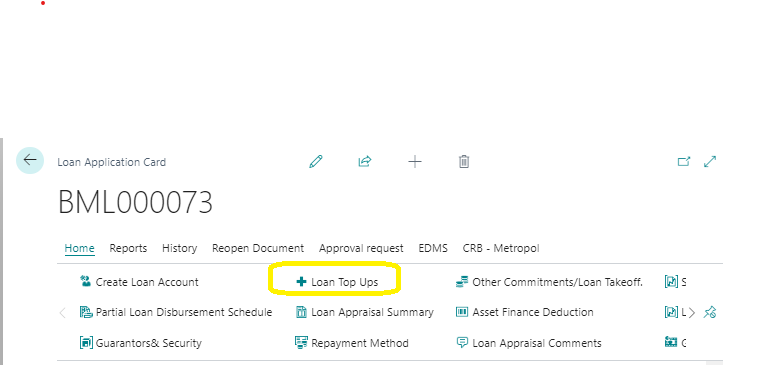 Loan Application Card
BML000073
Home Reports History Reopen Document Approval request EDMS CRB - Metropol
Create Loan Account Loan Top Ups Other Commitments/Loan Takeoff. S
Partial Loan Disbursement Schedule Loan Appraisal Summary Asset Finance Deduction L
Guarantors& Security Repayment Method Loan Appraisal Comments